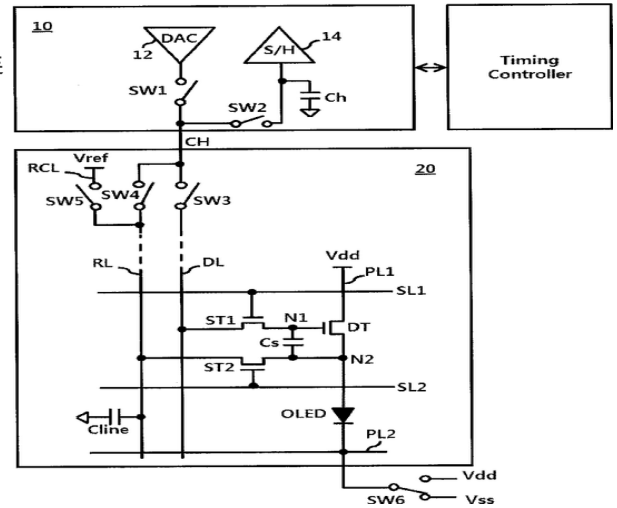 10
DAC
12
S/H
14
Timing
Controller
SW1
SW2
Ch
CH
Vref
RCL
20
SW5
SW4
SW3
RL
DL
Vdd
PL1
SL1
ST1
N1
DT
Cs
ST2
N2
SL2
OLED
Cline
PL2
Vdd
SW6
Vss